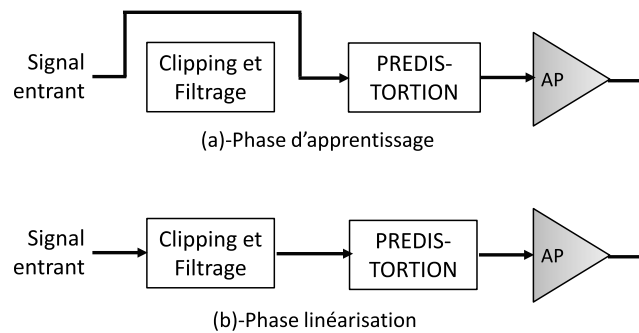 Signal
entrant
Clipping et
Filtrage
PREDIS-
TORTION
AP
(a)-Phase d'apprentissage
Signal
entrant
Clipping et
Filtrage
PREDIS-
TORTION
AP
(b)-Phase linéarisation